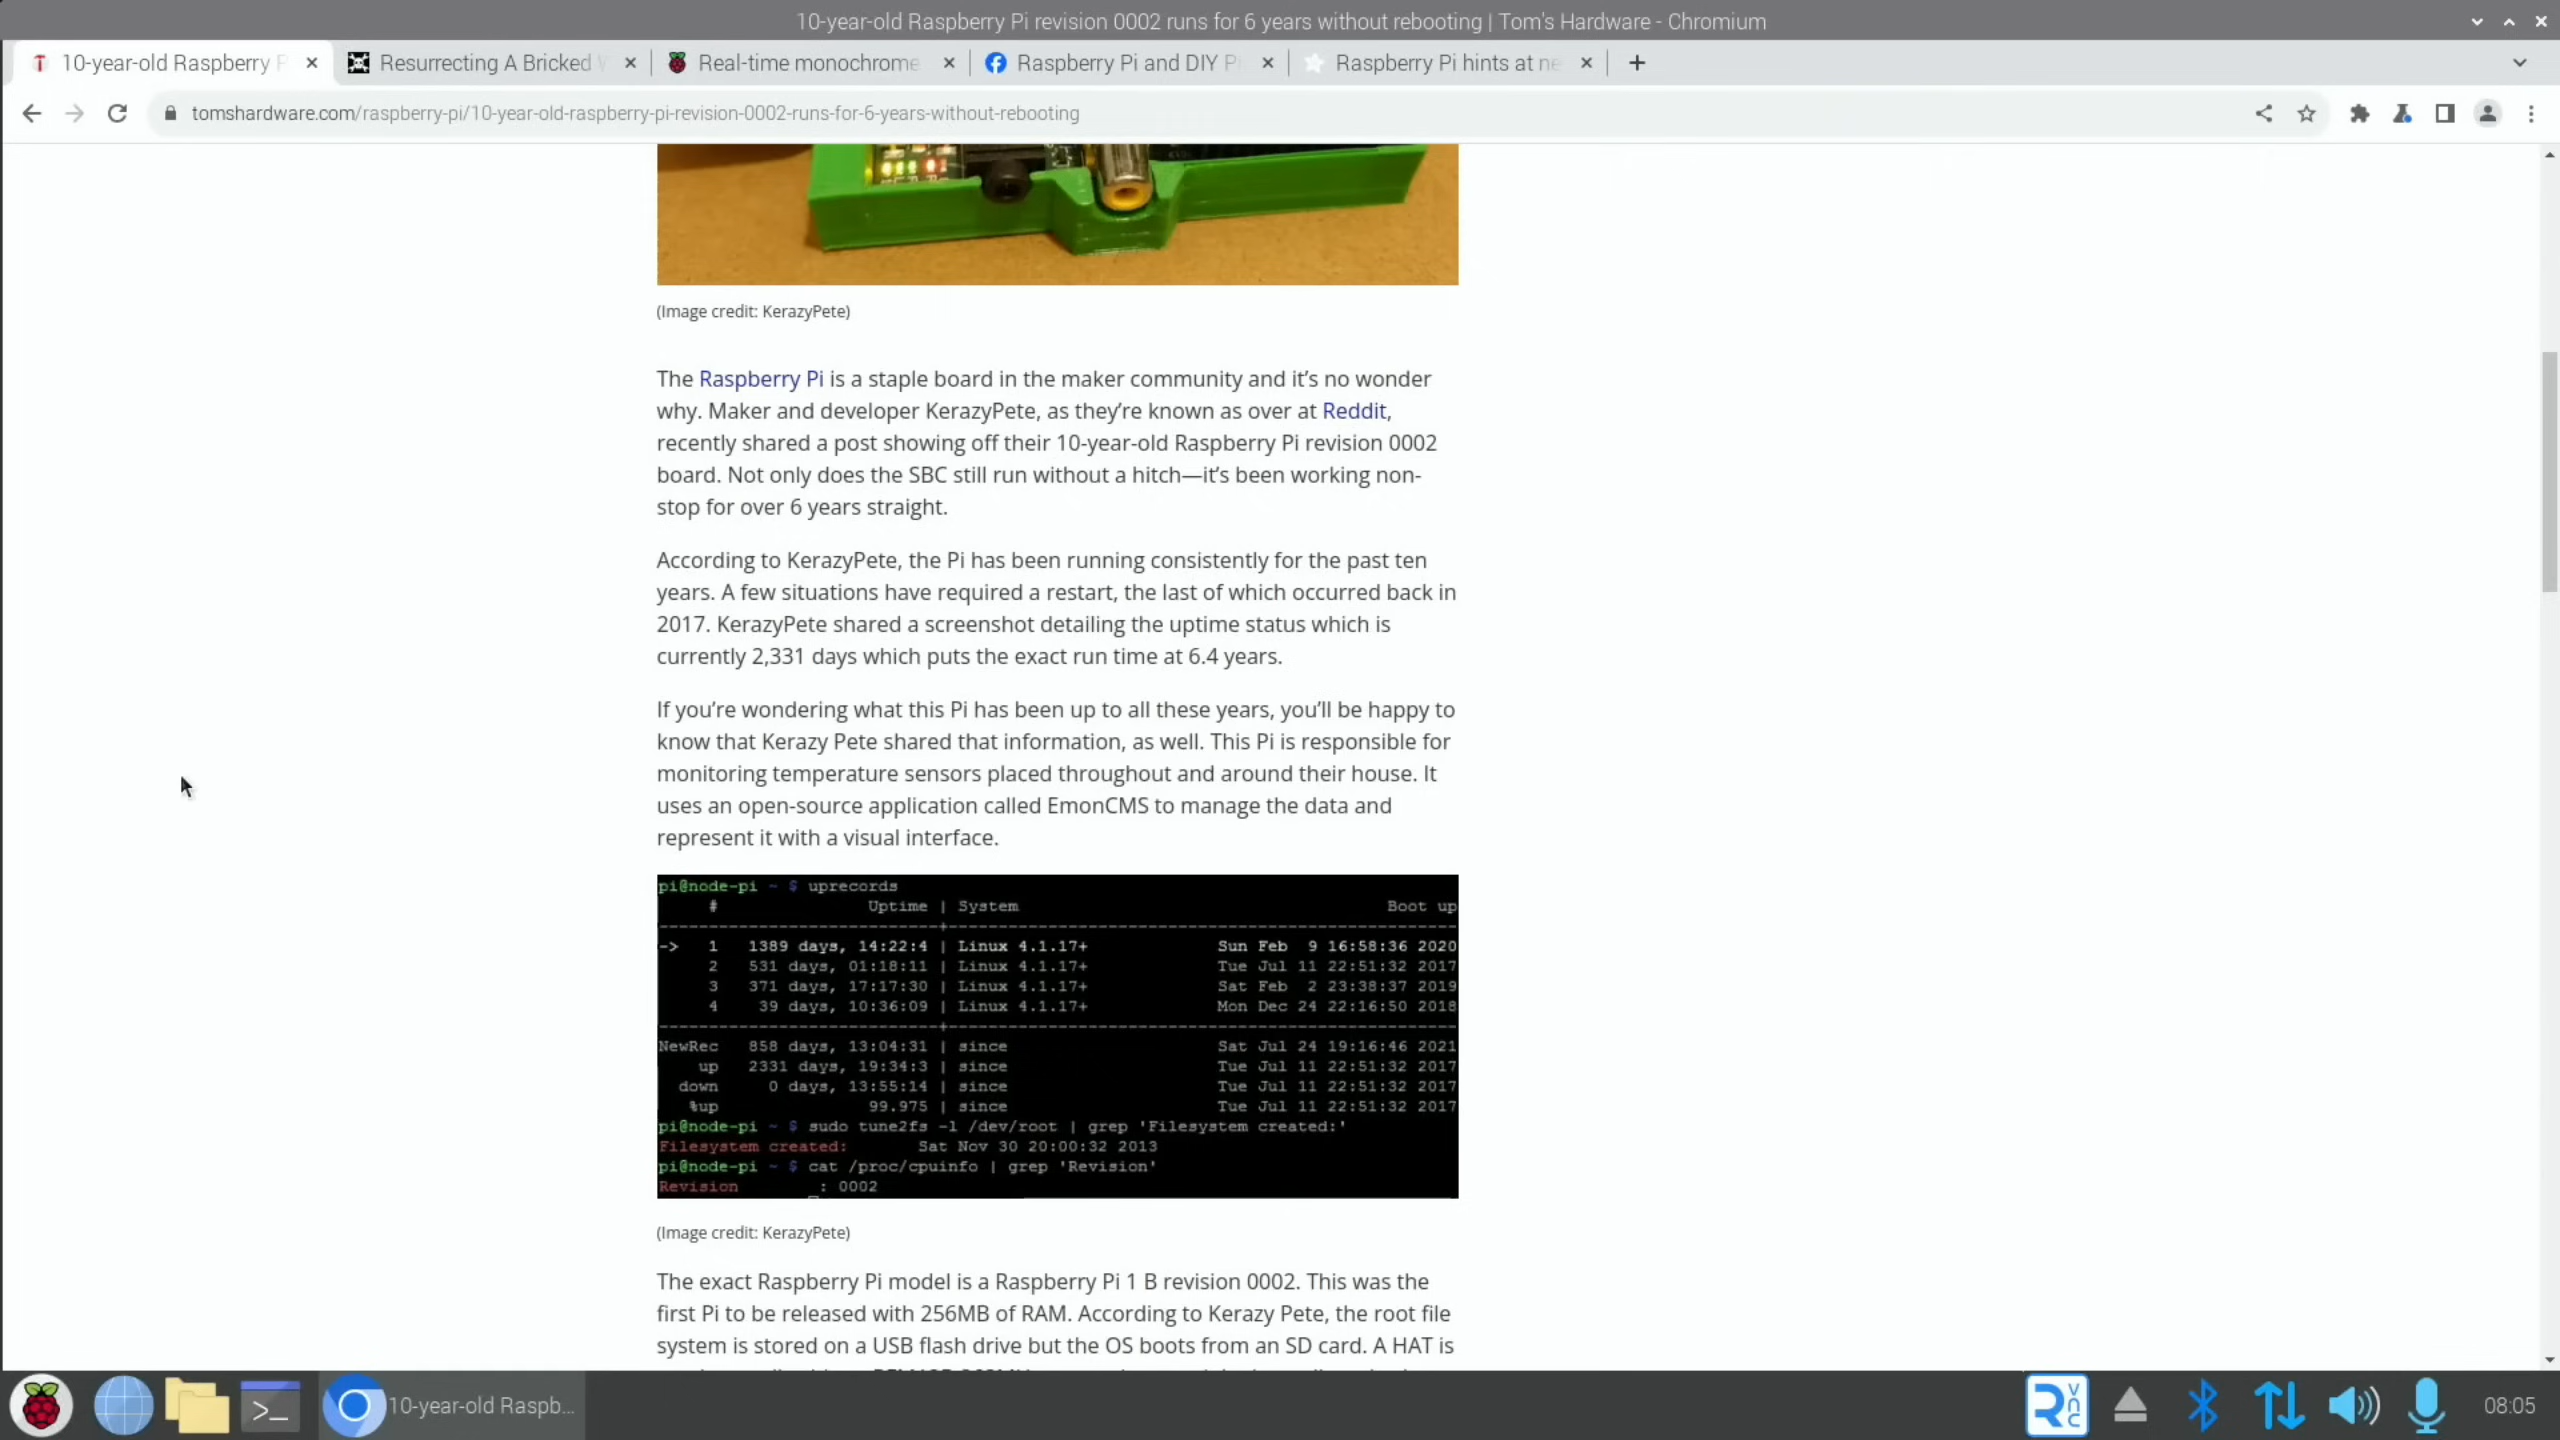 10-year-old Raspberry Pi revision 0002 runs for 6 years without rebooting | Tom's Hardware - Chromium
10-year-old Raspberry P
Resurrecting A Bricked
Real-time monochrome
Raspberry Pi and DIY P
Raspberry Pi hints at ne
tomshardware.com/raspberry-pi/10-year-old-raspberry-pi-revision-0002-runs-for-6-years-without-rebooting
(Image credit: KerazyPete)
The Raspberry Pi is a staple board in the maker community and it’s no wonder
why. Maker and developer KerazyPete, as they’re known as over at Reddit,
recently shared a post showing off their 10-year-old Raspberry Pi revision 0002
board. Not only does the SBC still run without a hitch—it’s been working non-
stop for over 6 years straight.
According to KerazyPete, the Pi has been running consistently for the past ten
years. A few situations have required a restart, the last of which occurred back in
2017. KerazyPete shared a screenshot detailing the uptime status which is
currently 2,331 days which puts the exact run time at 6.4 years.
If you’re wondering what this Pi has been up to all these years, you’ll be happy to
know that Kerazy Pete shared that information, as well. This Pi is responsible for
monitoring temperature sensors placed throughout and around their house. It
uses an open-source application called EmonCMS to manage the data and
represent it with a visual interface.
pi@node-pi ~ $ uprecords
# Uptime | System Boot up
-> 1 1389 days, 14:22:4 | Linux 4.1.17+ Sun Feb 9 16:58:36 2020
2 531 days, 01:18:11 | Linux 4.1.17+ Tue Jul 11 22:51:32 2017
3 371 days, 17:17:30 | Linux 4.1.17+ Sat Feb 2 23:38:37 2019
4 39 days, 10:36:09 | Linux 4.1.17+ Mon Dec 24 22:16:50 2018
NewRec 858 days, 13:04:31 | since Sat Jul 24 19:16:46 2021
up 2331 days, 19:34:3 | since Tue Jul 11 22:51:32 2017
down 0 days, 13:55:14 | since Tue Jul 11 22:51:32 2017
%up 99.975 | since Tue Jul 11 22:51:32 2017
pi@node-pi ~ $ sudo tune2fs -l /dev/root | grep 'Filesystem created:'
Filesystem created: Sat Nov 30 20:00:32 2013
pi@node-pi ~ $ cat /proc/cpuinfo | grep 'Revision'
Revision : 0002
(Image credit: KerazyPete)
The exact Raspberry Pi model is a Raspberry Pi 1 B revision 0002. This was the
first Pi to be released with 256MB of RAM. According to Kerazy Pete, the root file
system is stored on a USB flash drive but the OS boots from an SD card. A HAT is
10-year-old Raspb...
VNC
08:05